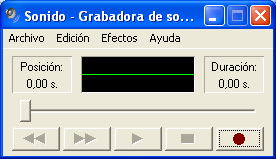 Sonido - Grabadora de so...
Archivo Edición Efectos Ayuda
Posición: Duración:
0,00 s. 0,00 s.